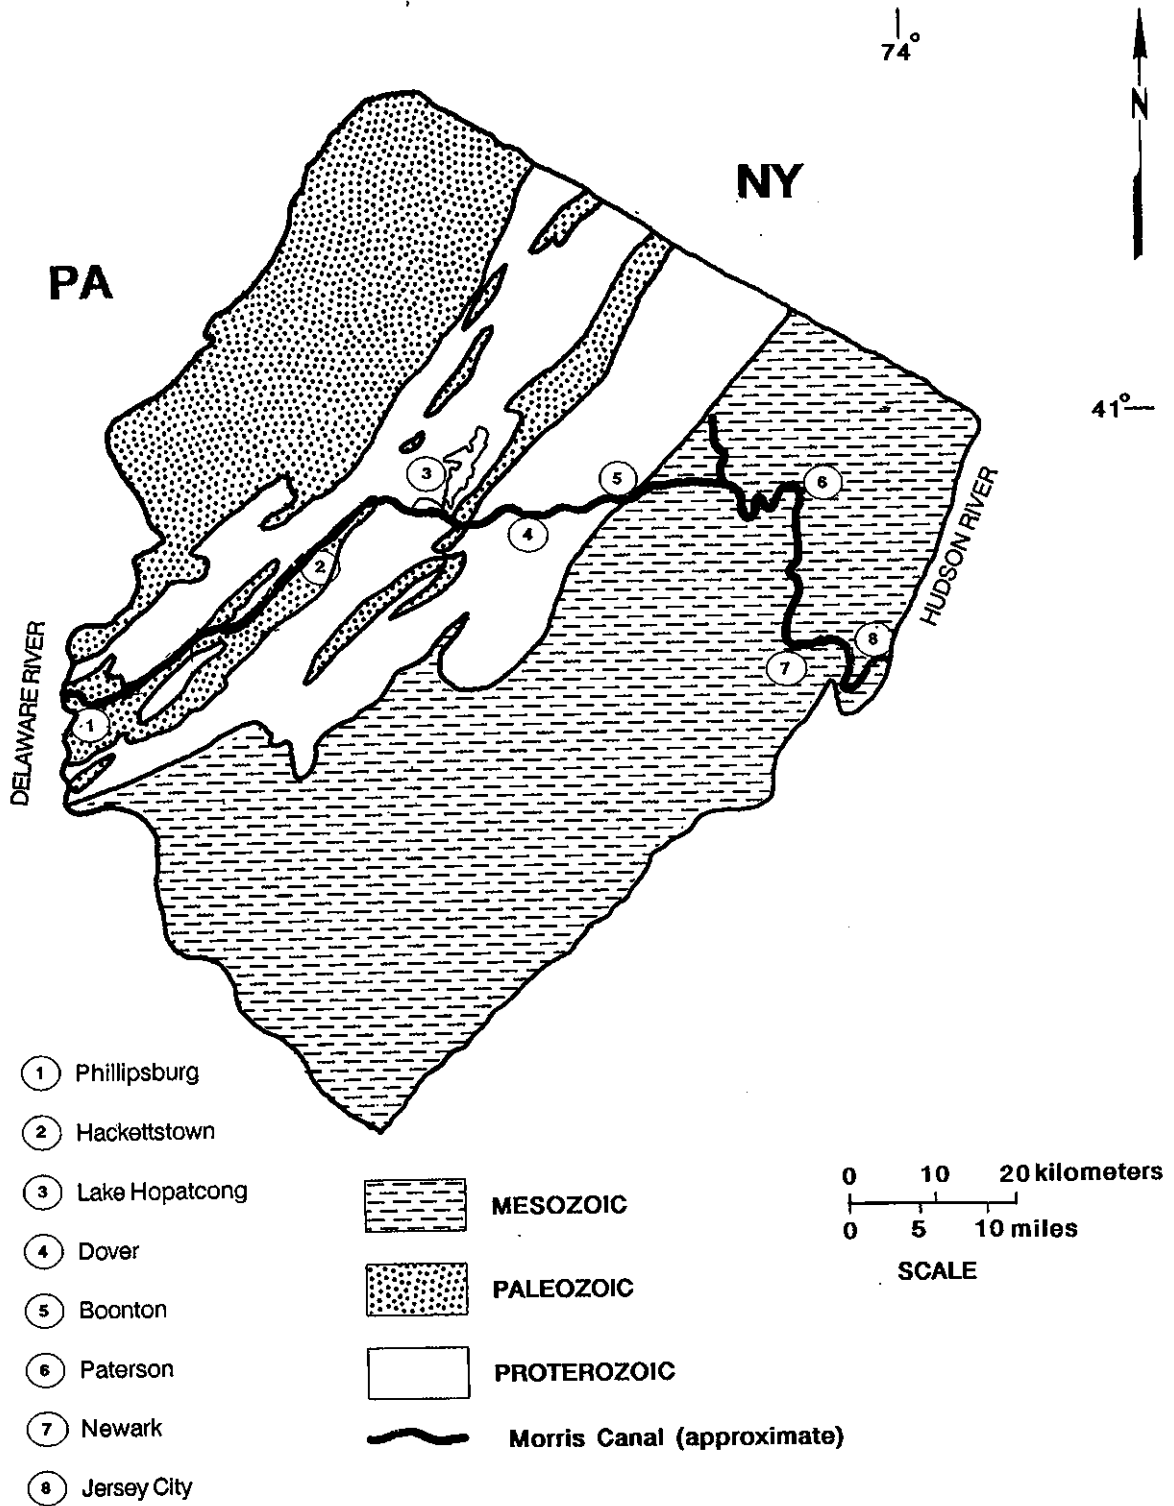 74°
N
NY
PA
41°
3
5
6
4
2
HUDSON RIVER
8
7
DELAWARE RIVER
1
1 Phillipsburg
2 Hackettstown
3 Lake Hopatcong
4 Dover
5 Boonton
6 Paterson
7 Newark
8 Jersey City
MESOZOIC
PALEOZOIC
PROTEROZOIC
Morris Canal (approximate)
0 10 20 kilometers
0 5 10 miles
SCALE